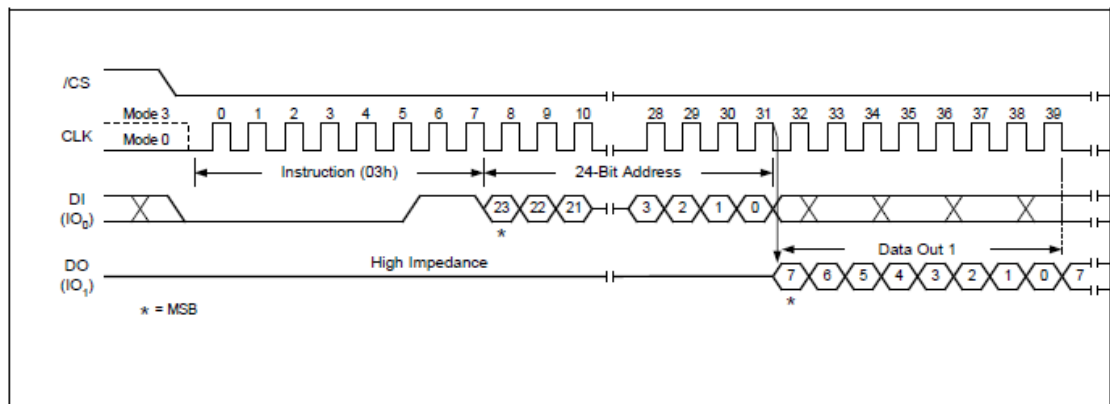 /CS
Mode 3 0 1 2 3 4 5 6 7 8 9 10 28 29 30 31 32 33 34 35 36 37 38 39
CLK Mode 0
Instruction (03h) 24-Bit Address
DI
(IO0) 23 22 21 3 2 1 0
*
Data Out 1
High Impedance
DO
(IO1) 7 6 5 4 3 2 1 0 7
*
* = MSB